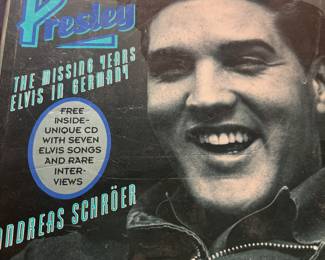 Presley
THE MISSING YEARS
ELVIS IN GERMANY
FREE
INSIDE-
UNIQUE CD
WITH SEVEN
ELVIS SONGS
AND RARE
INTER-
VIEWS
ANDREAS SCHRÖER